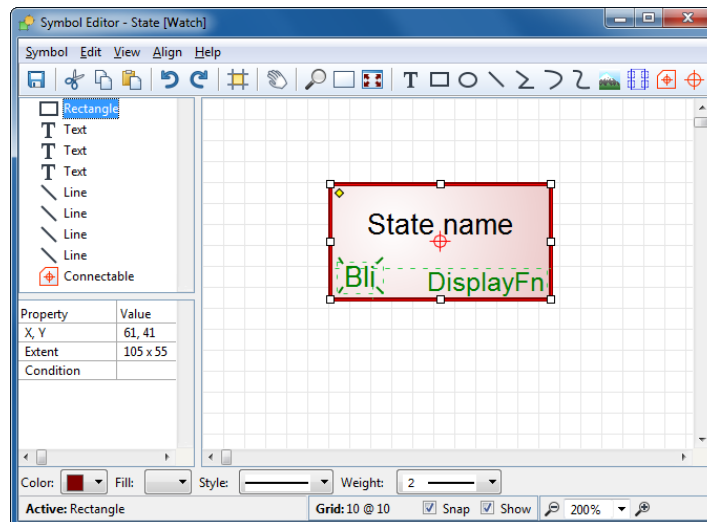 Symbol Editor - State [Watch]
Symbol Edit View Align Help
Rectangle
Text
Text
Text
Line
Line
Line
Line
Connectable
State name
Bli
DisplayFn
Property Value
X, Y 61, 41
Extent 105 x 55
Condition
Color: Fill: Style: Weight: 2
Active: Rectangle Grid: 10 @ 10 Snap Show 200%